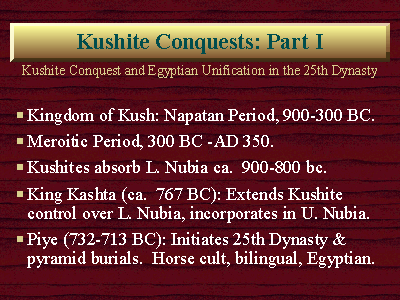 Kushite Conquests: Part I
Kushite Conquest and Egyptian Unification in the 25th Dynasty
Kingdom of Kush: Napatan Period, 900-300 BC.
Meroitic Period, 300 BC -AD 350.
Kushites absorb L. Nubia ca. 900-800 bc.
King Kashta (ca. 767 BC): Extends Kushite
control over L. Nubia, incorporates in U. Nubia.
Piye (732-713 BC): Initiates 25th Dynasty &
pyramid burials. Horse cult, bilingual, Egyptian.